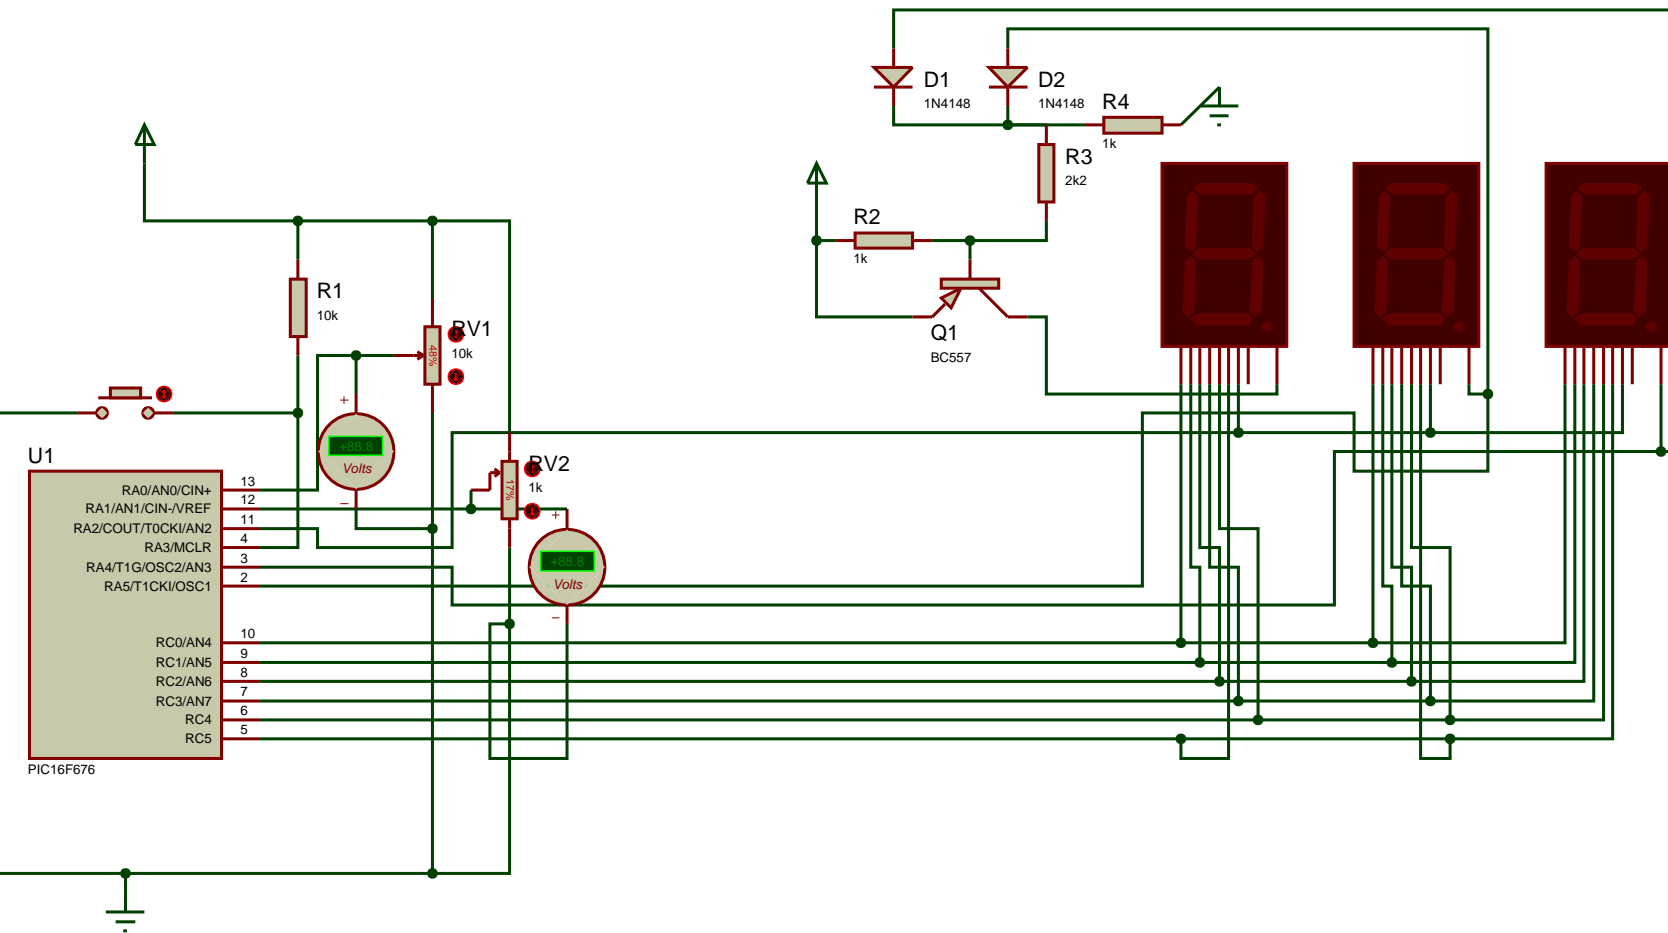 D1
1N4148
D2
1N4148
R4
1k
R3
2k2
R2
1k
Q1
BC557
R1
10k
RV1
10k
48%
+88.8
Volts
+
–
RV2
1k
17%
+88.8
Volts
+
–
U1
RA0/AN0/CIN+ 13
RA1/AN1/CIN-/VREF 12
RA2/COUT/T0CKI/AN2 11
RA3/MCLR 4
RA4/T1G/OSC2/AN3 3
RA5/T1CKI/OSC1 2
RC0/AN4 10
RC1/AN5 9
RC2/AN6 8
RC3/AN7 7
RC4 6
RC5 5
PIC16F676